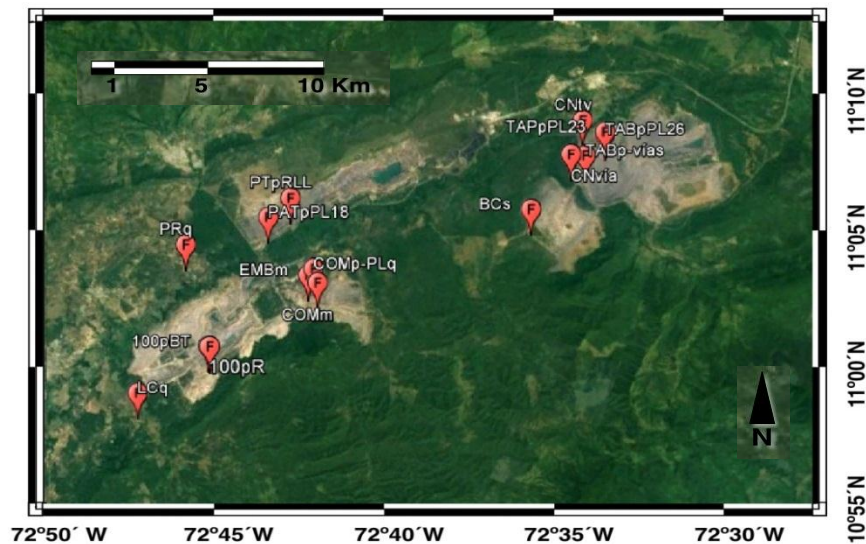 1 5 10 Km
CNtv
TAPpPL23
TABpPL26
TABp-vias
CNvia
PTpRLL
BCs
PATpPL18
PRq
EMBm
COMp-PLq
COMm
100pBT
100pR
LCq
N
11°10´N
11°05´N
11°00´N
10°55´N
72°50´ W
72°45´W
72°40´W
72°35´W
72°30´W
F
F
F
F
F
F
F
F
F
F
F